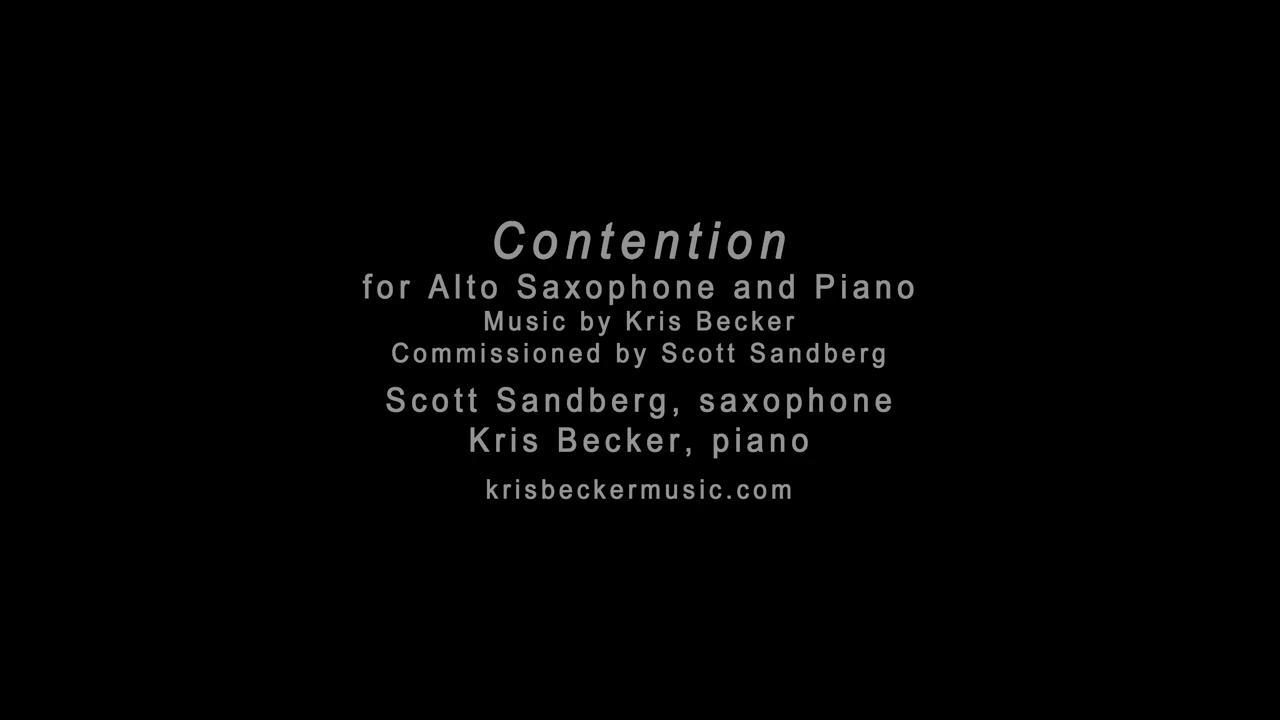 Contention
for Alto Saxophone and Piano
Music by Kris Becker
Commissioned by Scott Sandberg
Scott Sandberg, saxophone
Kris Becker, piano
krisbeckermusic.com